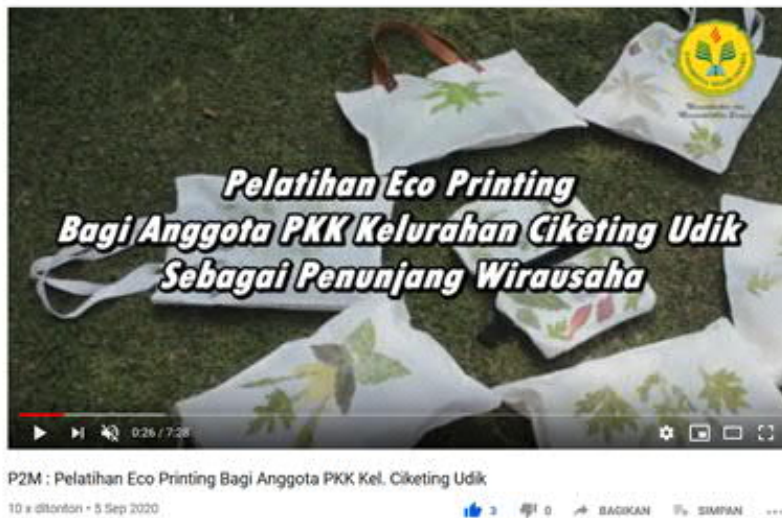 Pelatihan Eco Printing
Bagi Anggota PKK Kelurahan Ciketing Udik
Sebagai Penunjang Wirausaha
0:26 / 7:28
P2M : Pelatihan Eco Printing Bagi Anggota PKK Kel. Ciketing Udik
10 x ditonton • 5 Sep 2020
3
0
BAGIKAN
SIMPAN